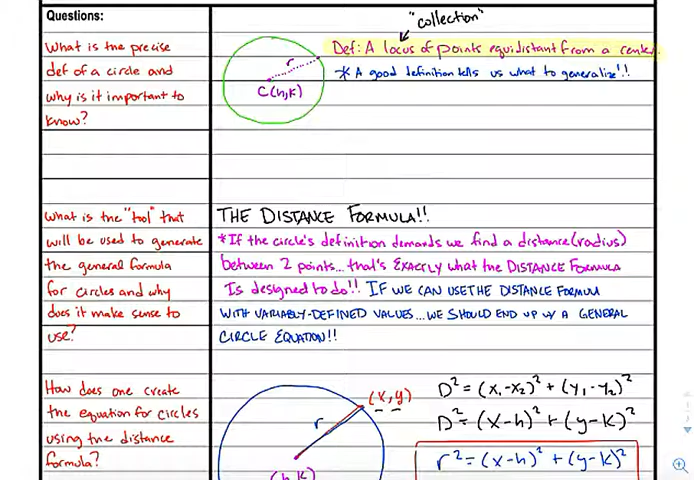 Questions:
"collection"
What is the precise
def of a circle and
why is it important to
know?
r
C(h,k)
Def: A locus of points equidistant from a center.
* A good definition tells us what to generalize!!
What is the "tool" that
will be used to generate
the general formula
for circles and why
does it make sense to
use?
THE DISTANCE FORMULA!!
*If the circle's definition demands we find a distance (radius)
between 2 points... that's EXACTLY what the DISTANCE FORMULA
Is designed to do!! IF WE CAN USE THE DISTANCE FORMULA
WITH VARIABLY-DEFINED VALUES... WE SHOULD END UP w/ A GENERAL
CIRCLE EQUATION!!
How does one create
the equation for circles
using the distance
formula?
(x,y)
r
(h,k)
D² = (x₁-x₂)² + (y₁-y₂)²
D² = (x-h)² + (y-k)²
r² = (x-h)² + (y-k)²